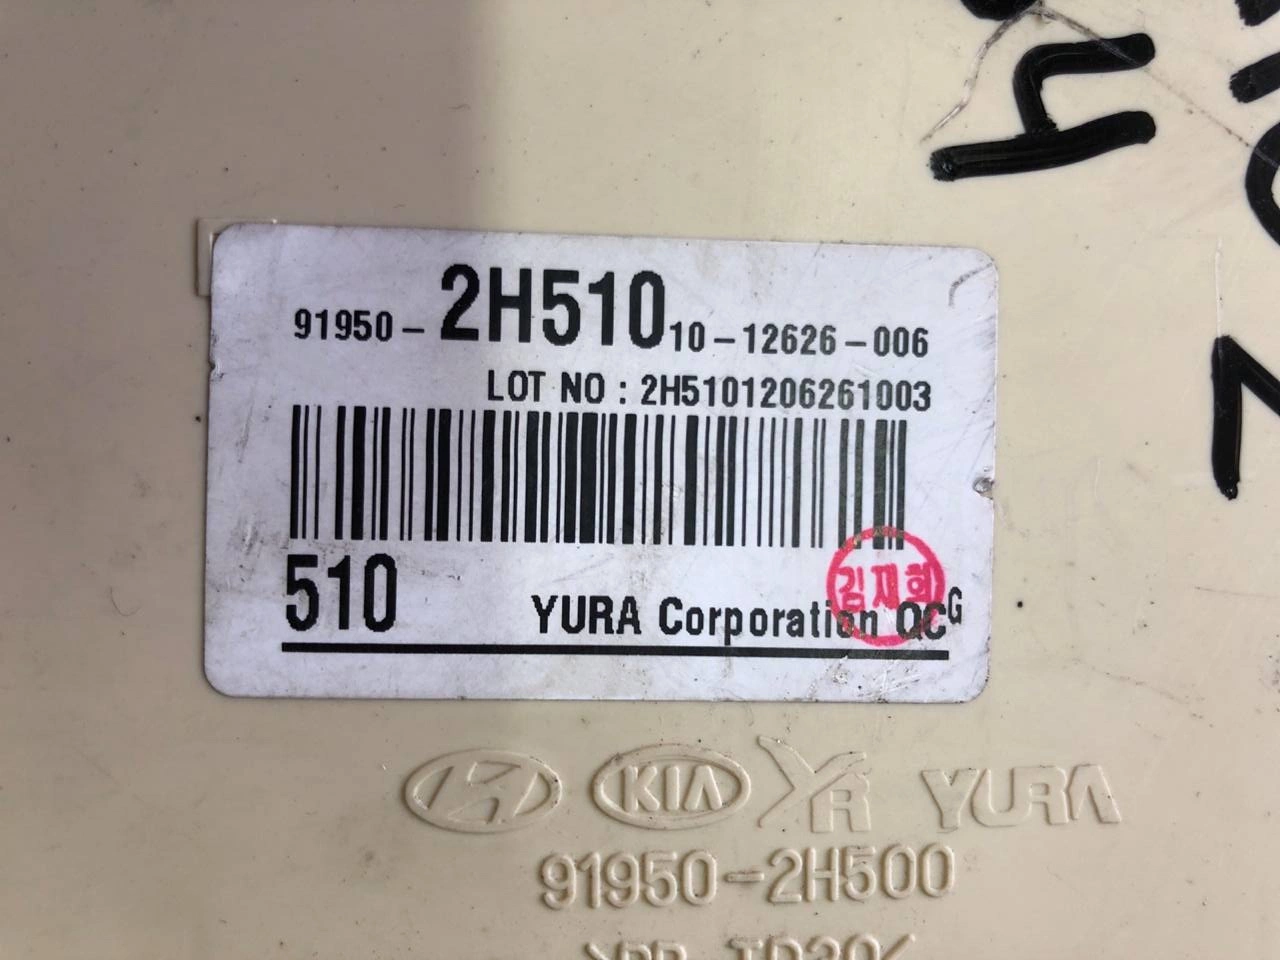 91950-2H510 10-12626-006
LOT NO : 2H5101206261003
510
YURA Corporation QC G
김재혁
KIA YR YURA
91950-2H500